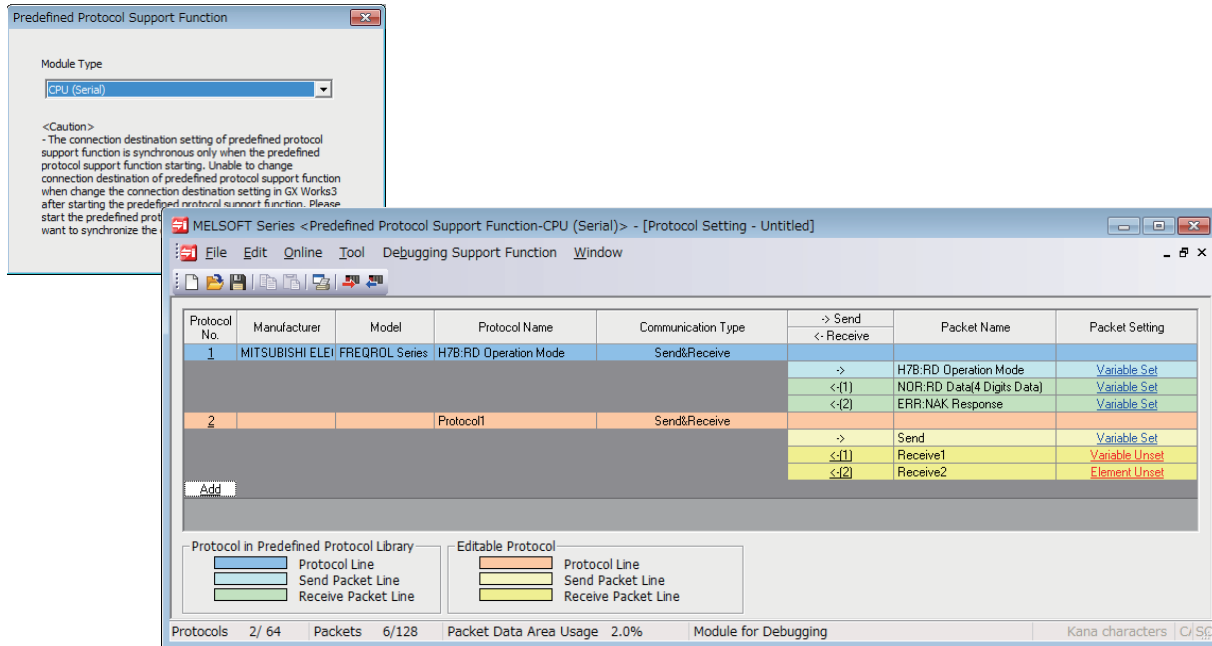 Predefined Protocol Support Function
Module Type
CPU (Serial)
<Caution>
- The connection destination setting of predefined protocol
support function is synchronous only when the predefined
protocol support function starting. Unable to change
connection destination of predefined protocol support function
when change the connection destination setting in GX Works3
after starting the predefined protocol support function. Please
start the predefined prot
want to synchronize the
MELSOFT Series <Predefined Protocol Support Function-CPU (Serial)> - [Protocol Setting - Untitled]
File Edit Online Tool Debugging Support Function Window
Protocol No. Manufacturer Model Protocol Name Communication Type -> Send <- Receive Packet Name Packet Setting
1 MITSUBISHI ELE FREQROL Series H7B:RD Operation Mode Send&Receive
-> H7B:RD Operation Mode Variable Set
<-(1) NOR:RD Data(4 Digits Data) Variable Set
<-(2) ERR:NAK Response Variable Set
2 Protocol1 Send&Receive
-> Send Variable Set
<-(1) Receive1 Variable Unset
<-(2) Receive2 Element Unset
Add
Protocol in Predefined Protocol Library
Protocol Line
Send Packet Line
Receive Packet Line
Editable Protocol
Protocol Line
Send Packet Line
Receive Packet Line
Protocols 2/ 64 Packets 6/128 Packet Data Area Usage 2.0% Module for Debugging Kana characters